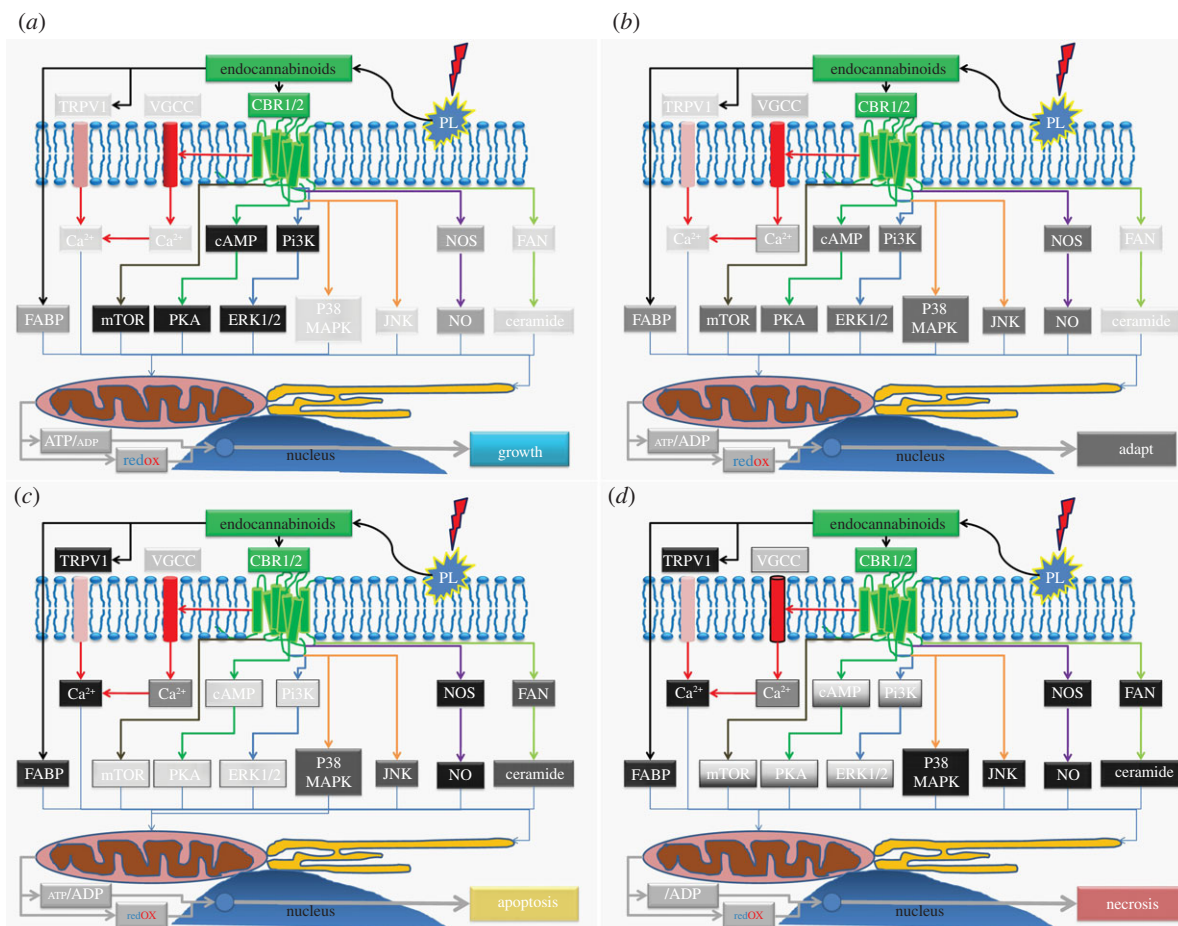 (a)
endocannabinoids
TRPV1 VGCC CBR1/2
PL
Ca²⁺ Ca²⁺ cAMP Pi3K NOS FAN
FABP mTOR PKA ERK1/2 P38 MAPK JNK NO ceramide
ATP/ADP
redox
nucleus
growth
(b)
endocannabinoids
TRPV1 VGCC CBR1/2
PL
Ca²⁺ Ca²⁺ cAMP Pi3K NOS FAN
FABP mTOR PKA ERK1/2 P38 MAPK JNK NO ceramide
ATP/ADP
redox
nucleus
adapt
(c)
endocannabinoids
TRPV1 VGCC CBR1/2
PL
Ca²⁺ Ca²⁺ cAMP Pi3K NOS FAN
FABP mTOR PKA ERK1/2 P38 MAPK JNK NO ceramide
ATP/ADP
redOX
nucleus
apoptosis
(d)
endocannabinoids
TRPV1 VGCC CBR1/2
PL
Ca²⁺ Ca²⁺ cAMP Pi3K NOS FAN
FABP mTOR PKA ERK1/2 P38 MAPK JNK NO ceramide
/ADP
redOX
nucleus
necrosis